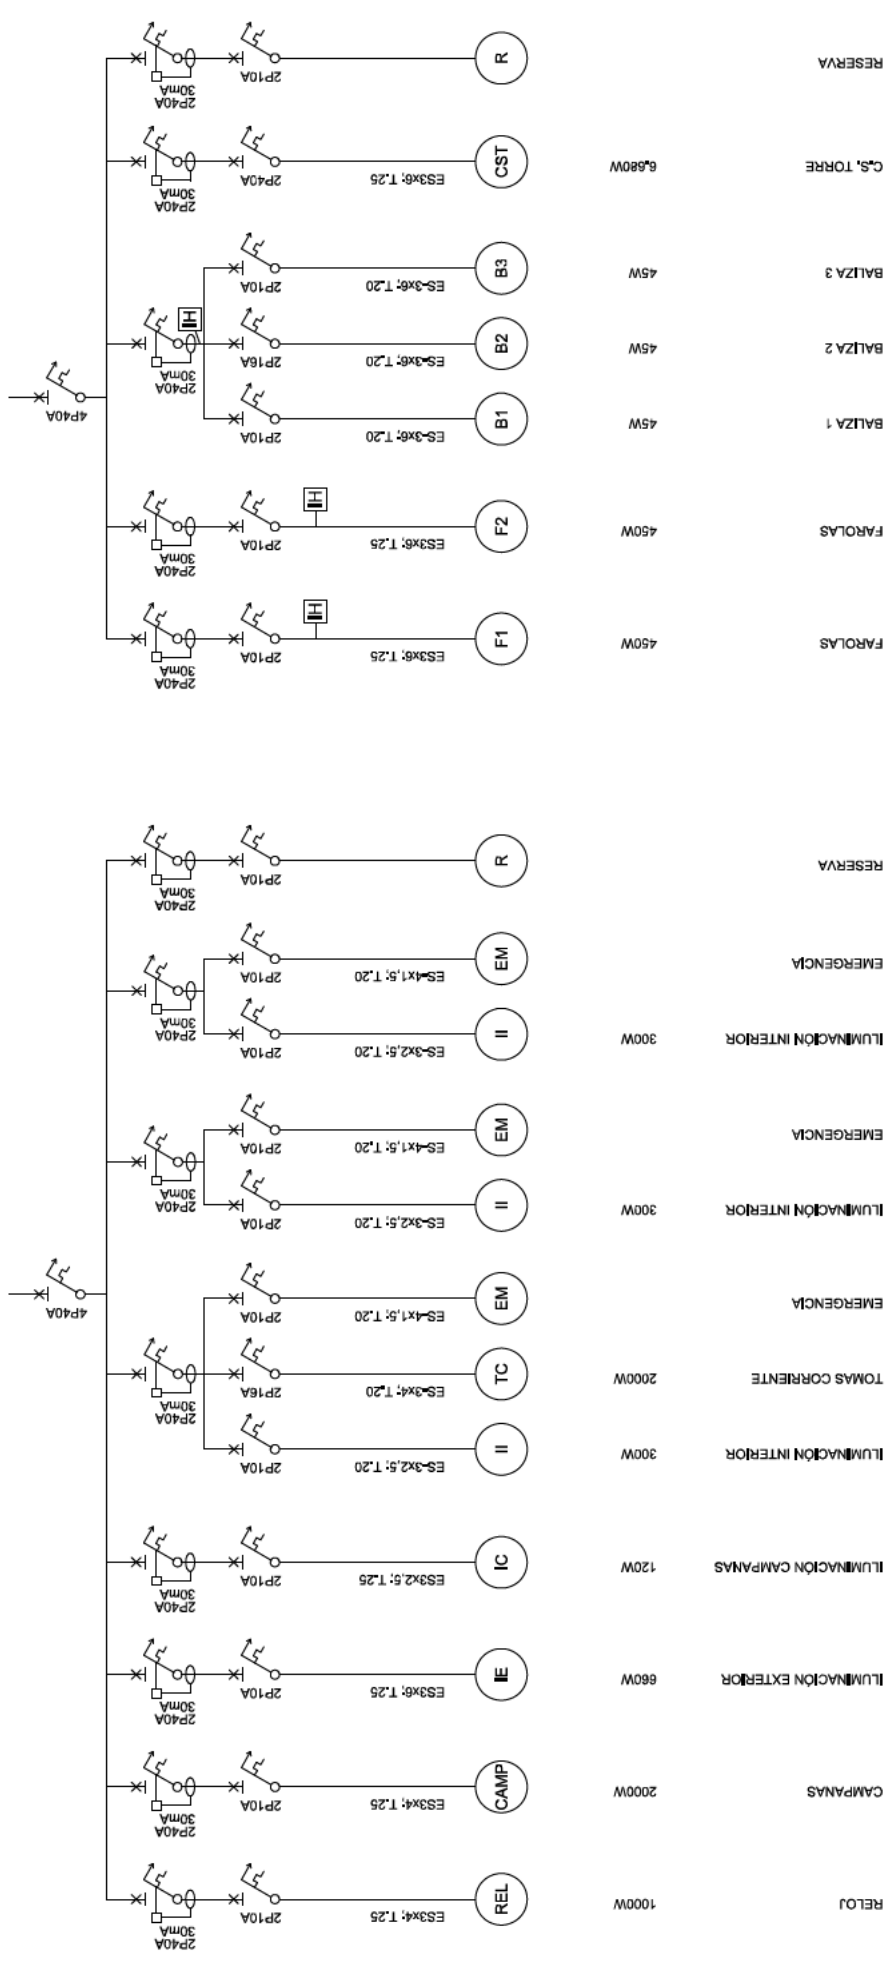 4P40A
2P40A
30mA
2P10A
R
RESERVA
2P40A
30mA
2P40A
ES3x6; T.25
CST
6.680W
C.S. TORRE
2P40A
30mA
IH
2P10A
ES-3x6; T.20
B3
45W
BALIZA 3
2P16A
ES-3x6; T.20
B2
45W
BALIZA 2
2P10A
ES-3x6; T.20
B1
45W
BALIZA 1
2P40A
30mA
2P10A
IH
ES3x6; T.25
F2
450W
FAROLAS
2P40A
30mA
2P10A
IH
ES3x6; T.25
F1
450W
FAROLAS
4P40A
2P40A
30mA
2P10A
R
RESERVA
2P40A
30mA
2P10A
ES-4x1,5; T.20
EM
EMERGENCIA
2P10A
ES-3x2,5; T.20
II
300W
ILUMINACIÓN INTERIOR
2P40A
30mA
2P10A
ES-4x1,5; T.20
EM
EMERGENCIA
2P10A
ES-3x2,5; T.20
II
300W
ILUMINACIÓN INTERIOR
2P40A
30mA
2P10A
ES-4x1,5; T.20
EM
EMERGENCIA
2P16A
ES-3x4; T.20
TC
2000W
TOMAS CORRIENTE
2P10A
ES-3x2,5; T.20
II
300W
ILUMINACIÓN INTERIOR
2P40A
30mA
2P10A
ES3x2,5; T.25
IC
120W
ILUMINACIÓN CAMPANAS
2P40A
30mA
2P10A
ES3x6; T.25
IE
660W
ILUMINACIÓN EXTERIOR
2P40A
30mA
2P10A
ES3x4; T.25
CAMP
2000W
CAMPANAS
2P40A
30mA
2P10A
ES3x4; T.25
REL
1000W
RELOJ